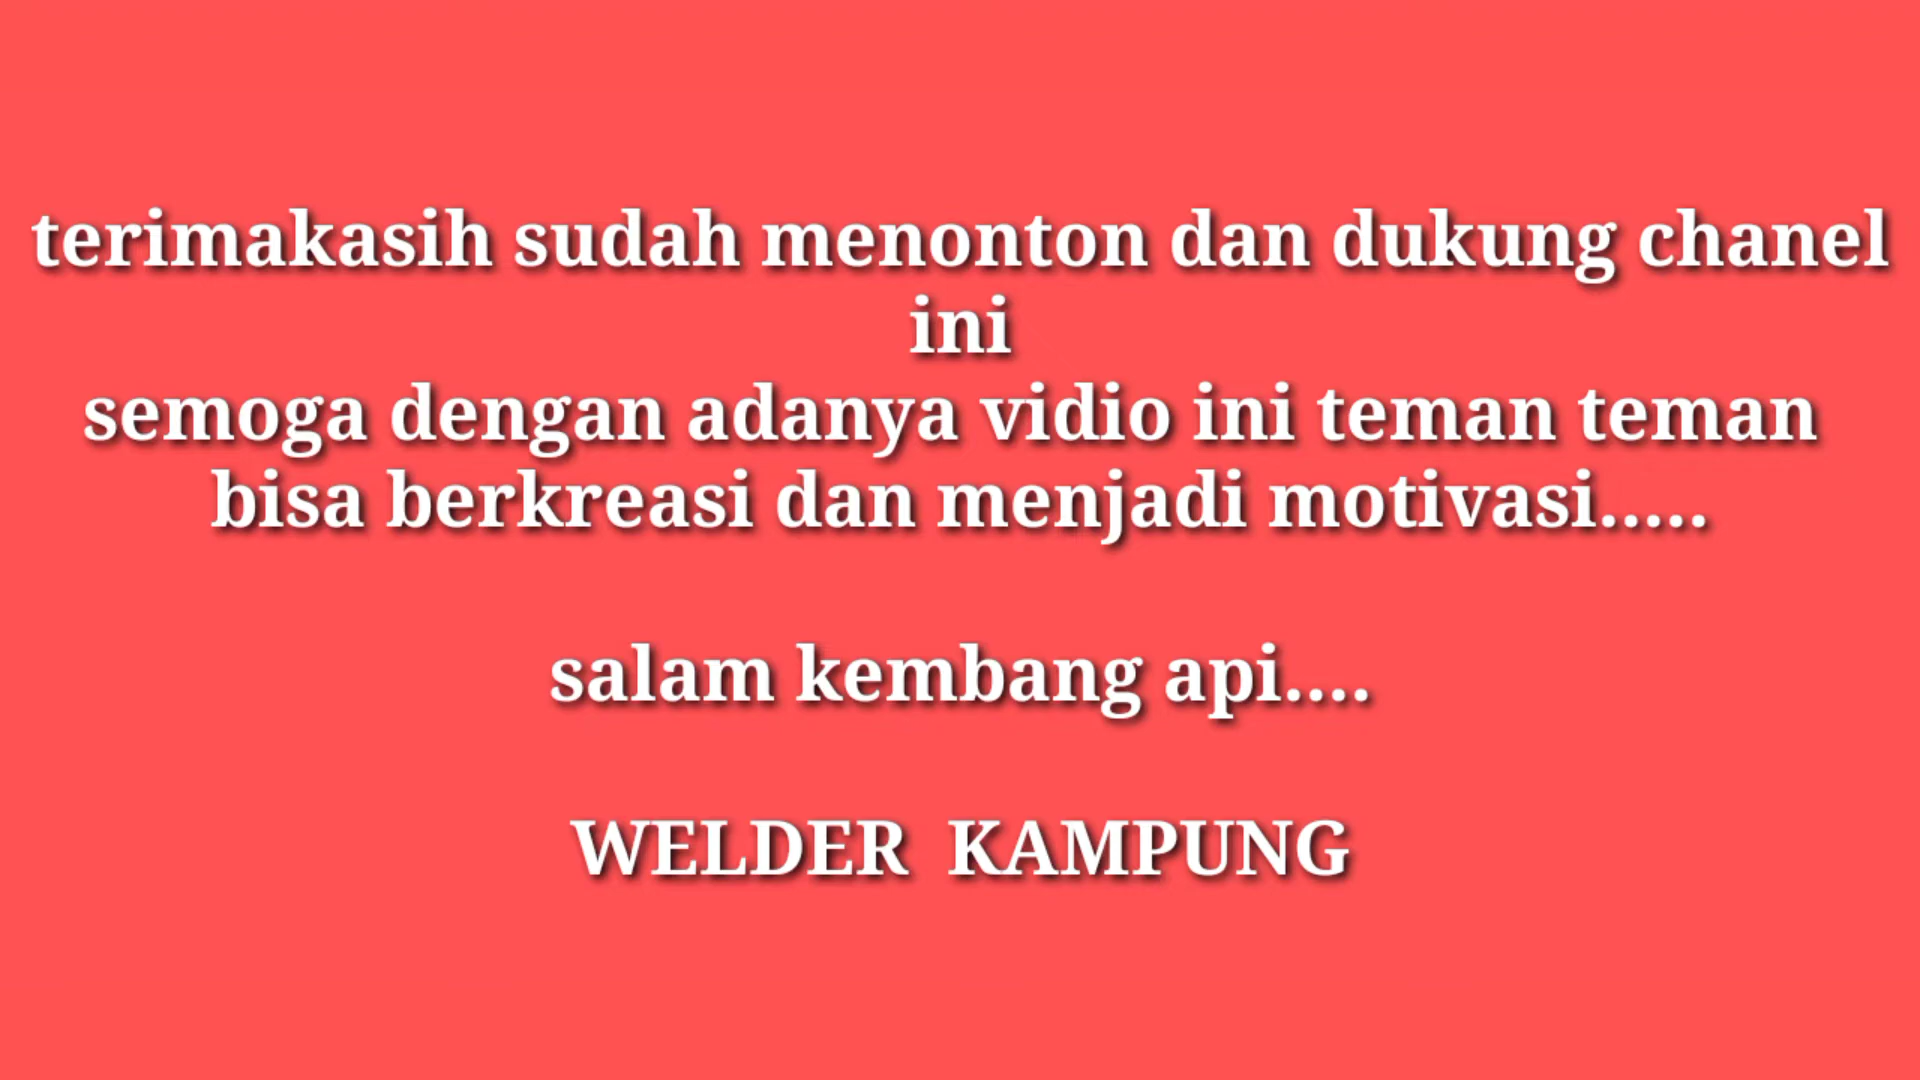 terimakasih sudah menonton dan dukung chanel
ini
semoga dengan adanya vidio ini teman teman
bisa berkreasi dan menjadi motivasi.....
salam kembang api....
WELDER  KAMPUNG